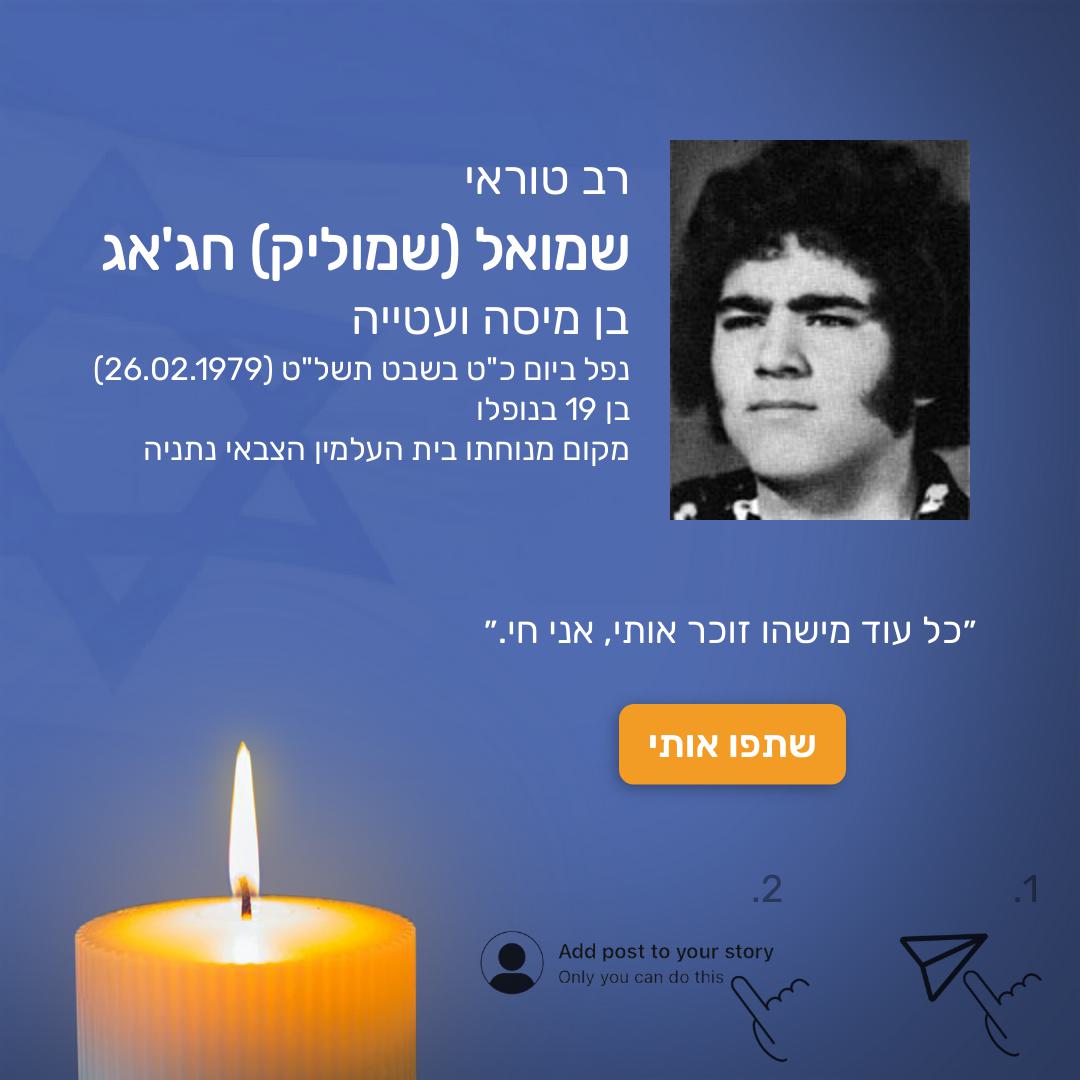 רב טוראי
שמואל (שמוליק) חג'אג
בן מיסה ועטייה
נפל ביום כ"ט בשבט תשל"ט (26.02.1979)
בן 19 בנופלו
מקום מנוחתו בית העלמין הצבאי נתניה
״כל עוד מישהו זוכר אותי, אני חי.״
שתפו אותי
1.
2.
Add post to your story
Only you can do this